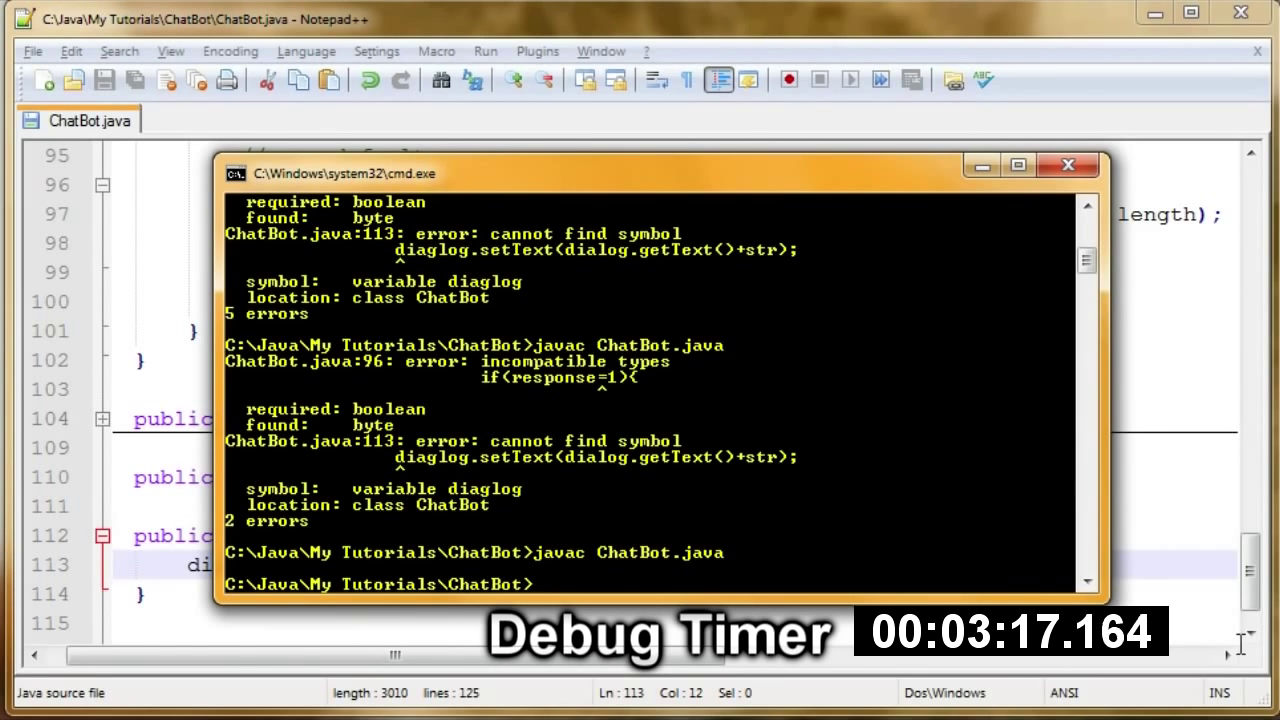 C:\Java\My Tutorials\ChatBot\ChatBot.java - Notepad++
File Edit Search View Encoding Language Settings Macro Run Plugins Window ? X
ChatBot.java
95
96
97 length);
98
99
100
101 }
102 }
103
104 public
109
110 public
111
112 public
113 di
114 }
115
C:\Windows\system32\cmd.exe
required: boolean
found: byte
ChatBot.java:113: error: cannot find symbol
diaglog.setText(dialog.getText()+str);
^
symbol: variable diaglog
location: class ChatBot
5 errors
C:\Java\My Tutorials\ChatBot>javac ChatBot.java
ChatBot.java:96: error: incompatible types
if(response=1){
^
required: boolean
found: byte
ChatBot.java:113: error: cannot find symbol
diaglog.setText(dialog.getText()+str);
^
symbol: variable diaglog
location: class ChatBot
2 errors
C:\Java\My Tutorials\ChatBot>javac ChatBot.java
C:\Java\My Tutorials\ChatBot>
Debug Timer 00:03:17.164
Java source file length : 3010 lines : 125 Ln : 113 Col : 12 Sel : 0 Dos\Windows ANSI INS